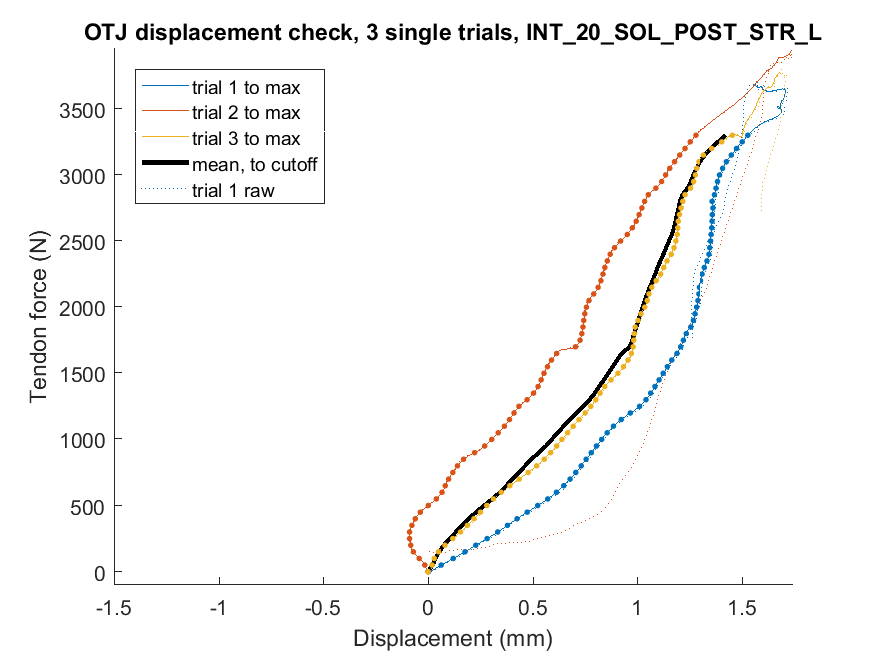 OTJ displacement check, 3 single trials, INT_20_SOL_POST_STR_L
trial 1 to max
trial 2 to max
trial 3 to max
mean, to cutoff
trial 1 raw
Tendon force (N)
3500
3000
2500
2000
1500
1000
500
0
-1.5
-1
-0.5
0
0.5
1
1.5
Displacement (mm)